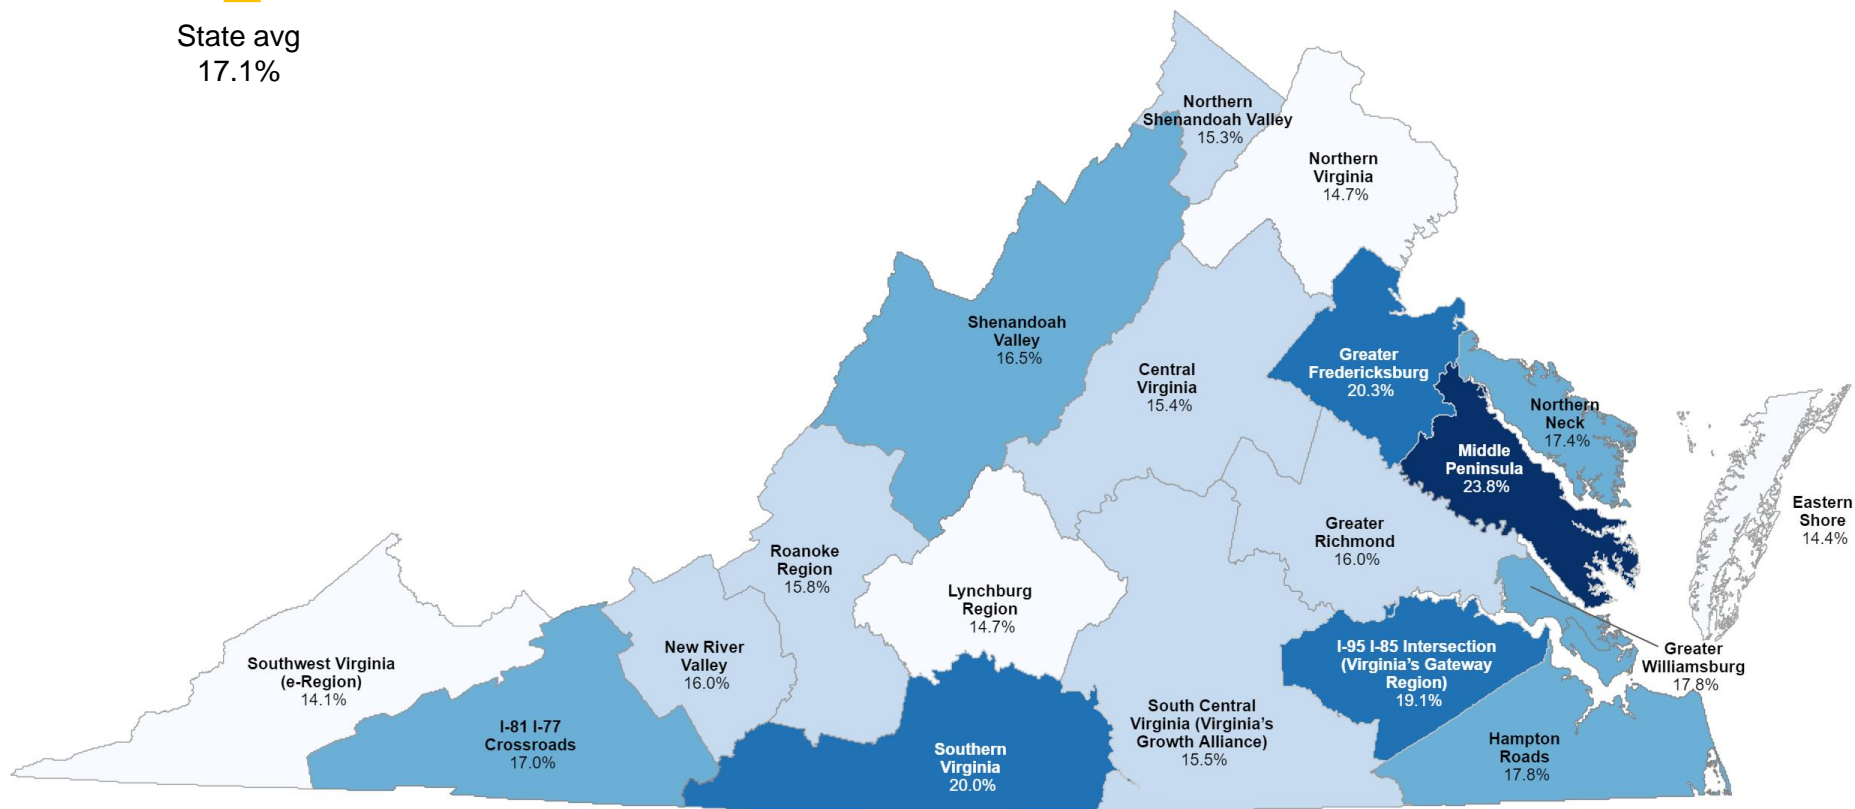 State avg
17.1%
Northern
Shenandoah Valley
15.3%
Northern
Virginia
14.7%
Shenandoah
Valley
16.5%
Central
Virginia
15.4%
Greater
Fredericksburg
20.3%
Northern
Neck
17.4%
Middle
Peninsula
23.8%
Eastern
Shore
14.4%
Greater
Richmond
16.0%
Roanoke
Region
15.8%
Lynchburg
Region
14.7%
New River
Valley
16.0%
Southwest Virginia
(e-Region)
14.1%
I-81 I-77
Crossroads
17.0%
Southern
Virginia
20.0%
South Central
Virginia (Virginia’s
Growth Alliance)
15.5%
I-95 I-85 Intersection
(Virginia’s Gateway
Region)
19.1%
Greater
Williamsburg
17.8%
Hampton
Roads
17.8%